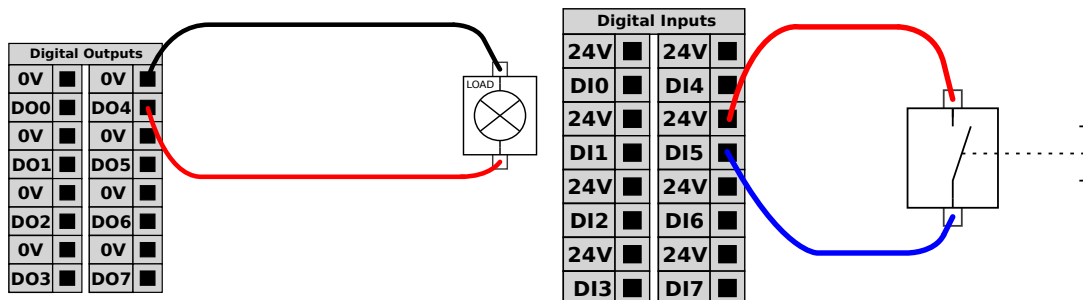 Digital Outputs
0V 0V
DO0 DO4
0V 0V
DO1 DO5
0V 0V
DO2 DO6
0V 0V
DO3 DO7
LOAD
Digital Inputs
24V 24V
DI0 DI4
24V 24V
DI1 DI5
24V 24V
DI2 DI6
24V 24V
DI3 DI7